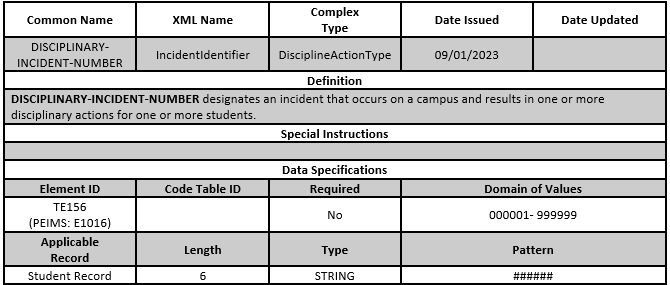 Common Name XML Name Complex Type Date Issued Date Updated
DISCIPLINARY-INCIDENT-NUMBER IncidentIdentifier DisciplineActionType 09/01/2023
Definition
DISCIPLINARY-INCIDENT-NUMBER designates an incident that occurs on a campus and results in one or more
disciplinary actions for one or more students.
Special Instructions
Data Specifications
Element ID Code Table ID Required Domain of Values
TE156 (PEIMS: E1016) No 000001- 999999
Applicable Record Length Type Pattern
Student Record 6 STRING ######